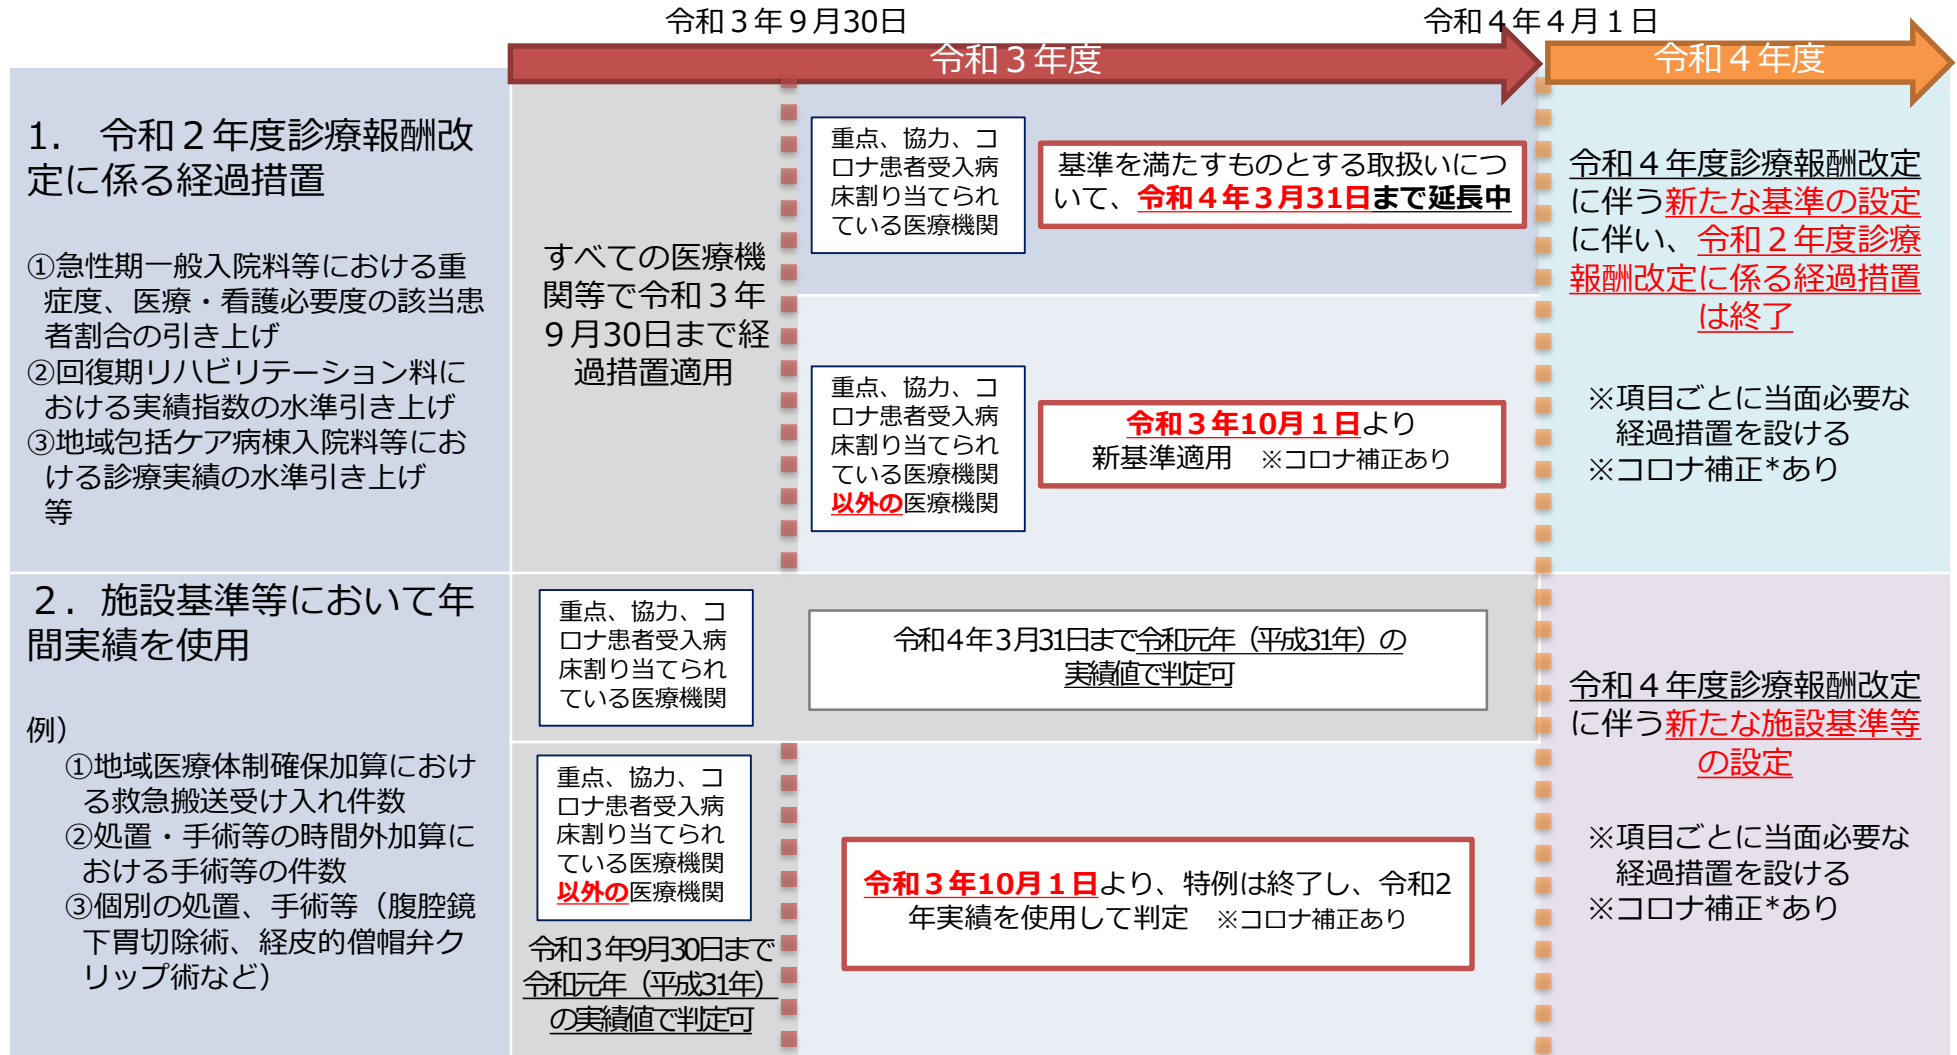 令和３年９月30日
令和４年４月１日
令和３年度
令和４年度
1.　令和２年度診療報酬改
定に係る経過措置
①急性期一般入院料等における重
症度、医療・看護必要度の該当患
者割合の引き上げ
②回復期リハビリテーション料に
おける実績指数の水準引き上げ
③地域包括ケア病棟入院料等にお
ける診療実績の水準引き上げ
等
すべての医療機
関等で令和３年
９月30日まで経
過措置適用
重点、協力、コ
ロナ患者受入病
床割り当てられ
ている医療機関
基準を満たすものとする取扱いにつ
いて、令和４年３月31日まで延長中
重点、協力、コ
ロナ患者受入病
床割り当てられ
ている医療機関
以外の医療機関
令和３年10月１日より
新基準適用　※コロナ補正あり
令和４年度診療報酬改定
に伴う新たな基準の設定
に伴い、令和２年度診療
報酬改定に係る経過措置
は終了
※項目ごとに当面必要な
経過措置を設ける
※コロナ補正*あり
２．施設基準等において年
間実績を使用
例）
①地域医療体制確保加算におけ
る救急搬送受け入れ件数
②処置・手術等の時間外加算に
おける手術等の件数
③個別の処置、手術等（腹腔鏡
下胃切除術、経皮的僧帽弁ク
リップ術など）
重点、協力、コ
ロナ患者受入病
床割り当てられ
ている医療機関
令和４年３月31日まで令和元年（平成31年）の
実績値で判定可
重点、協力、コ
ロナ患者受入病
床割り当てられ
ている医療機関
以外の医療機関
令和３年9月30日まで
令和元年（平成31年）
の実績値で判定可
令和３年10月１日より、特例は終了し、令和2
年実績を使用して判定　※コロナ補正あり
令和４年度診療報酬改定
に伴う新たな施設基準等
の設定
※項目ごとに当面必要な
経過措置を設ける
※コロナ補正*あり